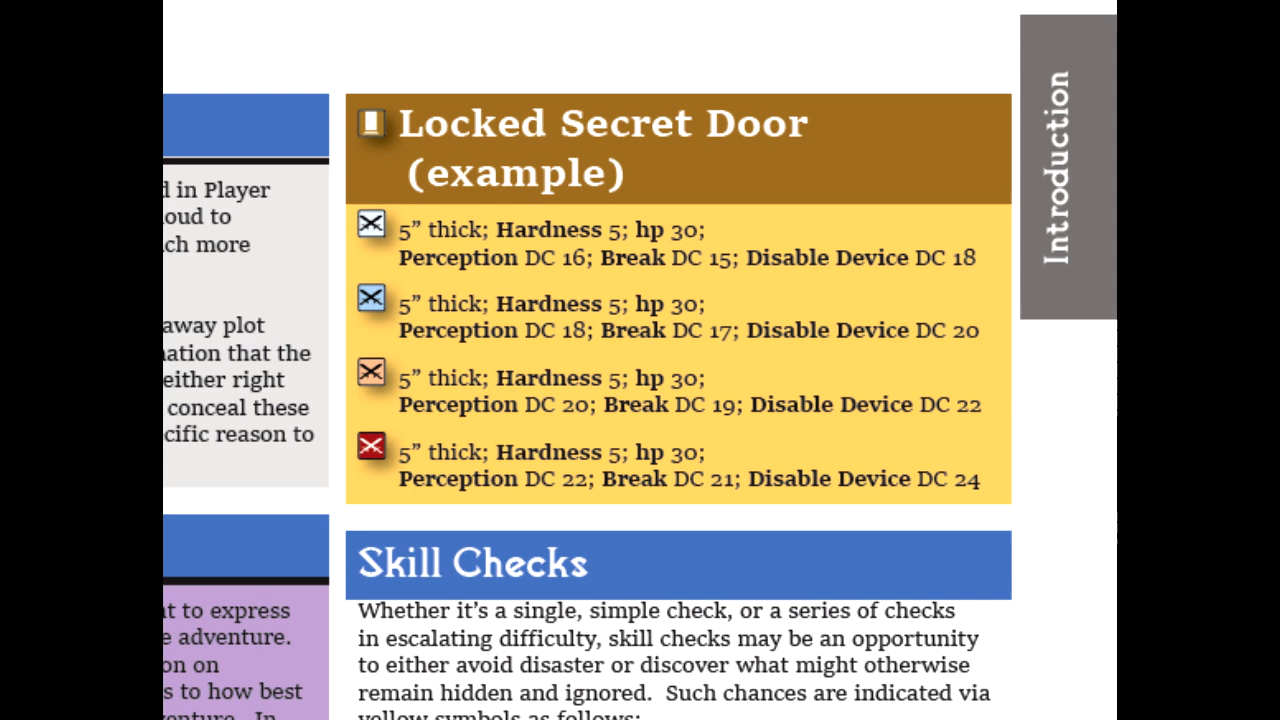 d in Player
oud to
ch more
away plot
ation that the
either right
conceal these
cific reason to
t to express
e adventure.
on on
s to how best
Locked Secret Door
(example)
5” thick; Hardness 5; hp 30;
Perception DC 16; Break DC 15; Disable Device DC 18
5” thick; Hardness 5; hp 30;
Perception DC 18; Break DC 17; Disable Device DC 20
5” thick; Hardness 5; hp 30;
Perception DC 20; Break DC 19; Disable Device DC 22
5” thick; Hardness 5; hp 30;
Perception DC 22; Break DC 21; Disable Device DC 24
Skill Checks
Whether it’s a single, simple check, or a series of checks
in escalating difficulty, skill checks may be an opportunity
to either avoid disaster or discover what might otherwise
remain hidden and ignored. Such chances are indicated via
yellow symbols as follows:
Introduction